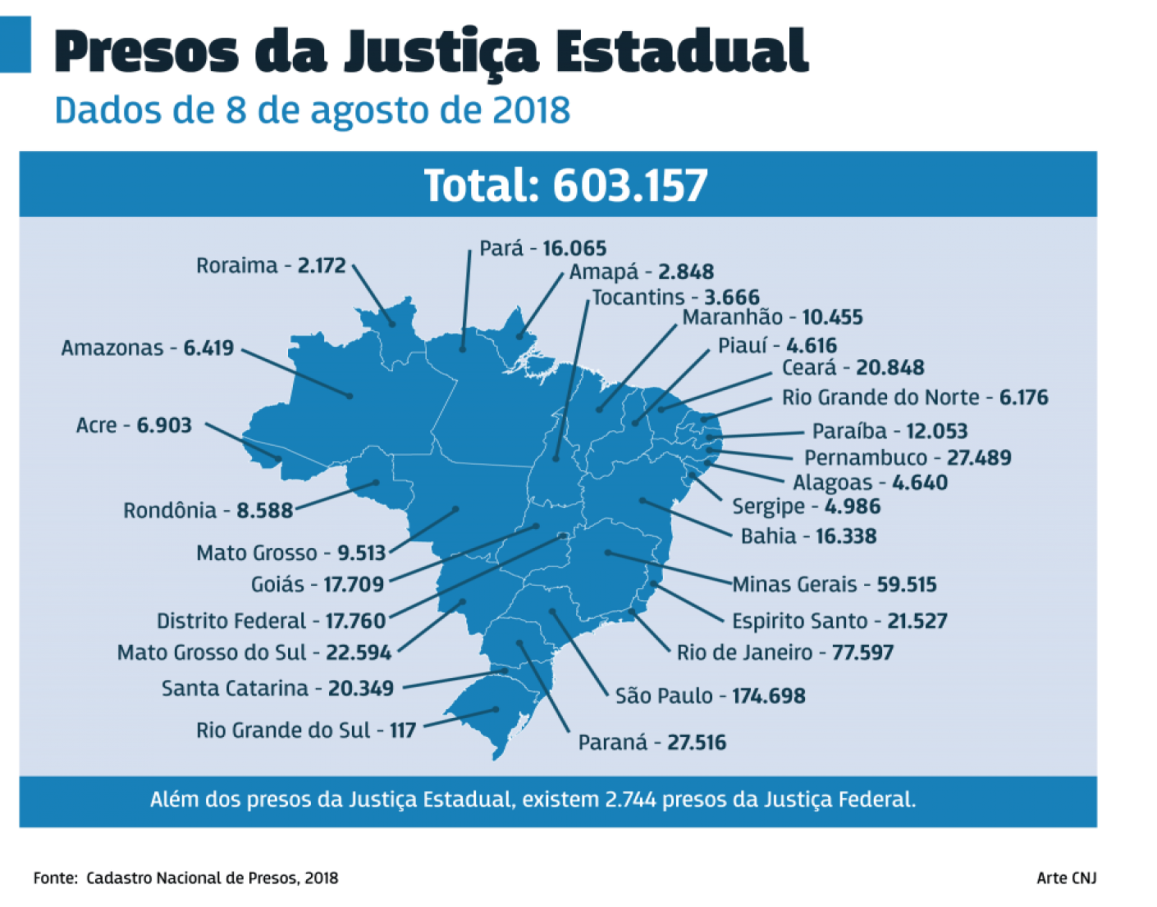 Presos da Justiça Estadual
Dados de 8 de agosto de 2018
Total: 603.157
Pará - 16.065
Roraima - 2.172
Amapá - 2.848
Tocantins - 3.666
Maranhão - 10.455
Amazonas - 6.419
Piauí - 4.616
Ceará - 20.848
Rio Grande do Norte - 6.176
Acre - 6.903
Paraíba - 12.053
Pernambuco - 27.489
Alagoas - 4.640
Sergipe - 4.986
Rondônia - 8.588
Bahia - 16.338
Mato Grosso - 9.513
Goiás - 17.709
Minas Gerais - 59.515
Distrito Federal - 17.760
Espirito Santo - 21.527
Mato Grosso do Sul - 22.594
Rio de Janeiro - 77.597
Santa Catarina - 20.349
São Paulo - 174.698
Rio Grande do Sul - 117
Paraná - 27.516
Além dos presos da Justiça Estadual, existem 2.744 presos da Justiça Federal.
Fonte: Cadastro Nacional de Presos, 2018
Arte CNJ